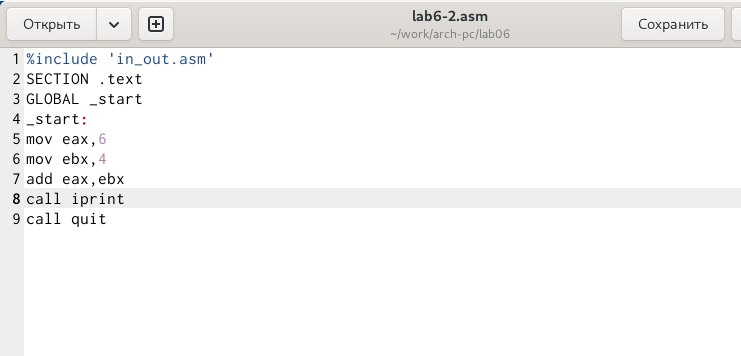 Открыть
lab6-2.asm
~/work/arch-pc/lab06
Сохранить
1 %include 'in_out.asm'
2 SECTION .text
3 GLOBAL _start
4 _start:
5 mov eax,6
6 mov ebx,4
7 add eax,ebx
8 call iprint
9 call quit